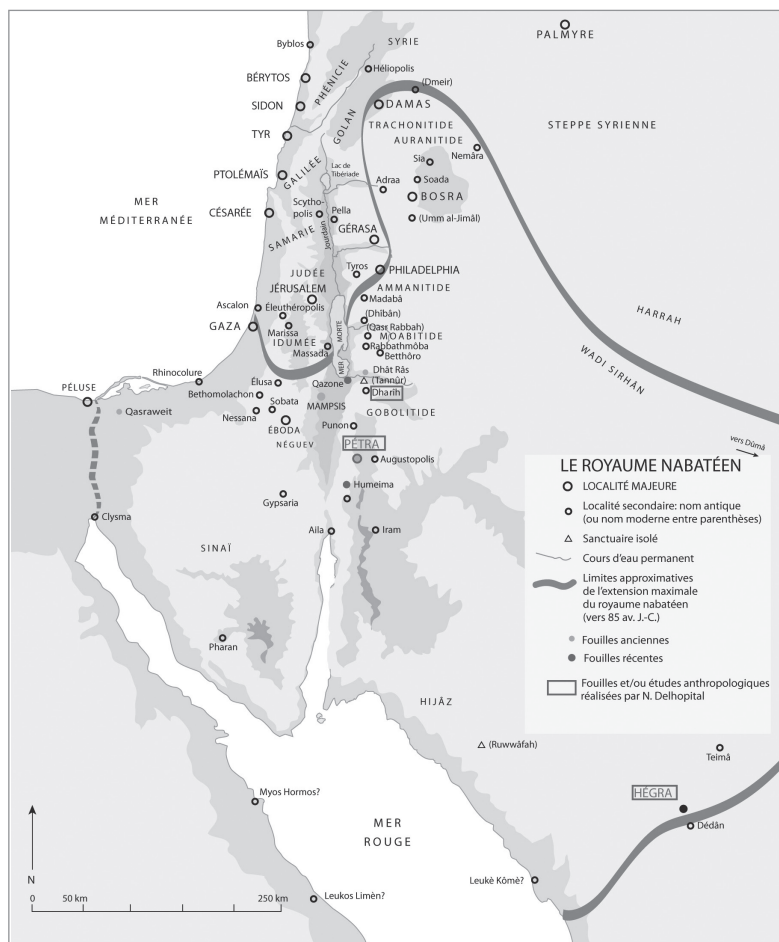 PALMYRE
SYRIE
Byblos
Héliopolis
BÉRYTOS
PHÉNICIE
(Dmeir)
SIDON
DAMAS
GOLAN
TRACHONITIDE
STEPPE SYRIENNE
TYR
AURANITIDE
Nemâra
Sia
GALILÉE
Lac de
Tibériade
PTOLÉMAÏS
Adraa
Soada
BOSRA
MER
MÉDITERRANÉE
CÉSARÉE
Scytho-
polis
Pella
(Umm al-Jimâl)
SAMARIE
Jourdain
GÉRASA
JUDÉE
Tyros
PHILADELPHIA
JÉRUSALEM
AMMANITIDE
Madabâ
Ascalon
Éleuthéropolis
(Dhîbân)
HARRAH
GAZA
Marissa
MER MORTE
(Qasr Rabbah)
MOABITIDE
IDUMÉE
Rabbathmôba
WADI SIRHÂN
Massada
Betthôro
Rhinocolure
Dhât Râs
Élusa
Qazone
(Tannûr)
PÉLUSE
Bethomolachon
Dharîh
Qasraweit
Sobata
MAMPSIS
GOBOLITIDE
Nessana
ÉBODA
Punon
NÉGUEV
PÉTRA
vers Dûmâ
Augustopolis
Humeima
Gypsaria
Clysma
Aila
Iram
SINAÏ
Pharan
HIJÂZ
(Ruwwâfah)
Teimâ
HÉGRA
Myos Hormos?
Dédân
MER
ROUGE
Leukè Kômè?
Leukos Limèn?
N
0 50 km 250 km
LE ROYAUME NABATÉEN
LOCALITÉ MAJEURE
Localité secondaire: nom antique
(ou nom moderne entre parenthèses)
Sanctuaire isolé
Cours d'eau permanent
Limites approximatives
de l'extension maximale
du royaume nabatéen
(vers 85 av. J.-C.)
Fouilles anciennes
Fouilles récentes
Fouilles et/ou études anthropologiques
réalisées par N. Delhopital